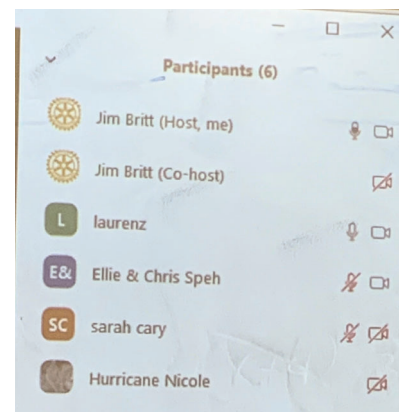 Participants (6)
Jim Britt (Host, me)
Jim Britt (Co-host)
L laurenz
E& Ellie & Chris Speh
SC sarah cary
Hurricane Nicole